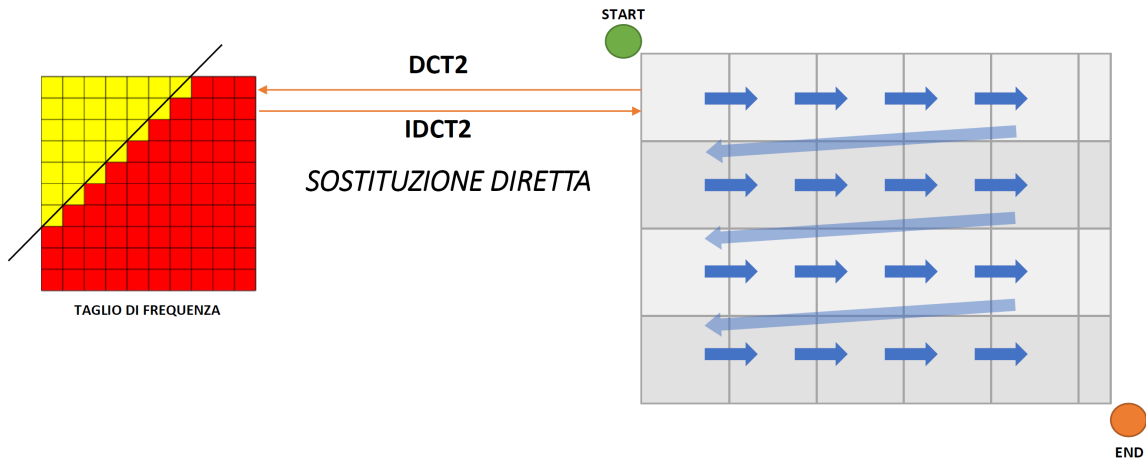 START
DCT2
IDCT2
SOSTITUZIONE DIRETTA
TAGLIO DI FREQUENZA
END